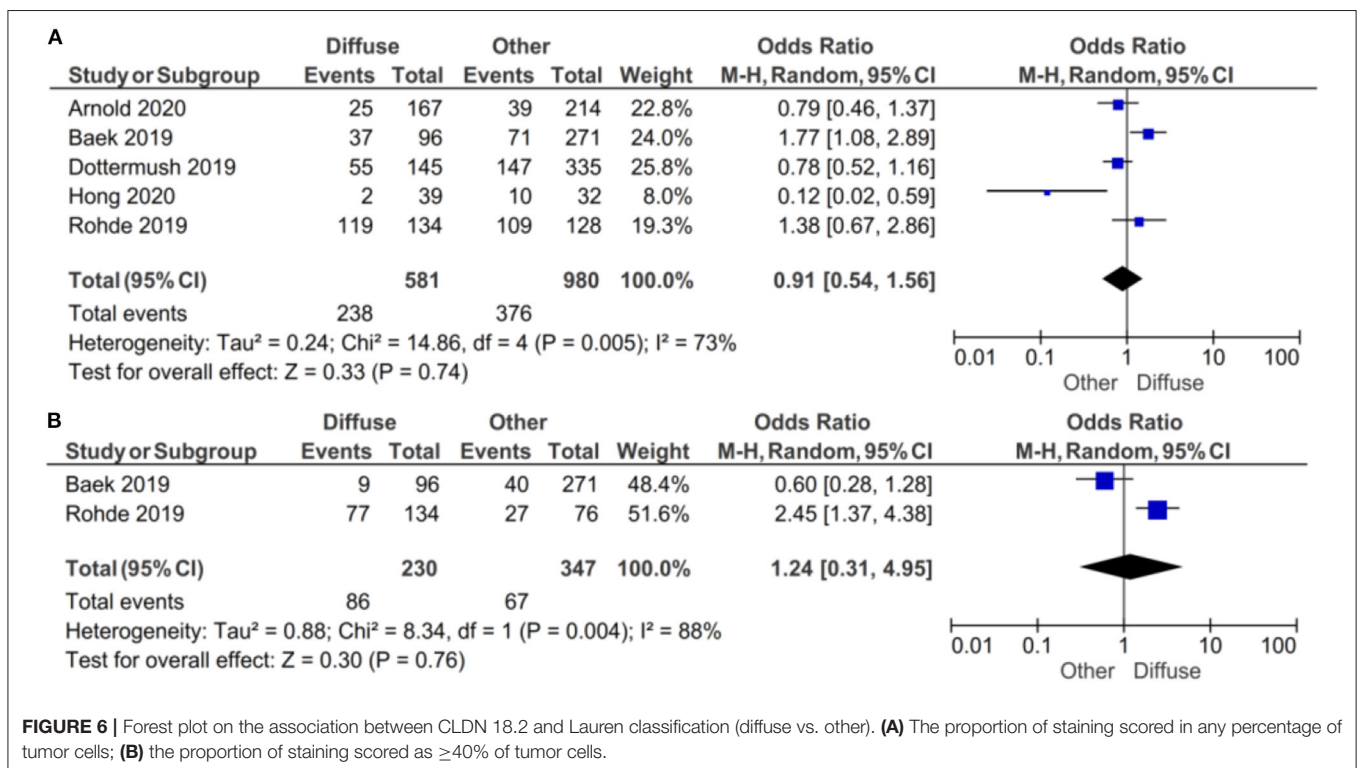 A
Diffuse Other Odds Ratio Odds Ratio
Study or Subgroup Events Total Events Total Weight M-H, Random, 95% CI M-H, Random, 95% CI
Arnold 2020 25 167 39 214 22.8% 0.79 [0.46, 1.37]
Baek 2019 37 96 71 271 24.0% 1.77 [1.08, 2.89]
Dottermush 2019 55 145 147 335 25.8% 0.78 [0.52, 1.16]
Hong 2020 2 39 10 32 8.0% 0.12 [0.02, 0.59]
Rohde 2019 119 134 109 128 19.3% 1.38 [0.67, 2.86]
Total (95% CI) 581 980 100.0% 0.91 [0.54, 1.56]
Total events 238 376
Heterogeneity: Tau² = 0.24; Chi² = 14.86, df = 4 (P = 0.005); I² = 73%
Test for overall effect: Z = 0.33 (P = 0.74)
0.01 0.1 1 10 100
Other Diffuse
B
Diffuse Other Odds Ratio Odds Ratio
Study or Subgroup Events Total Events Total Weight M-H, Random, 95% CI M-H, Random, 95% CI
Baek 2019 9 96 40 271 48.4% 0.60 [0.28, 1.28]
Rohde 2019 77 134 27 76 51.6% 2.45 [1.37, 4.38]
Total (95% CI) 230 347 100.0% 1.24 [0.31, 4.95]
Total events 86 67
Heterogeneity: Tau² = 0.88; Chi² = 8.34, df = 1 (P = 0.004); I² = 88%
Test for overall effect: Z = 0.30 (P = 0.76)
0.01 0.1 1 10 100
Other Diffuse
FIGURE 6 | Forest plot on the association between CLDN 18.2 and Lauren classification (diffuse vs. other). (A) The proportion of staining scored in any percentage of
tumor cells; (B) the proportion of staining scored as ≥40% of tumor cells.